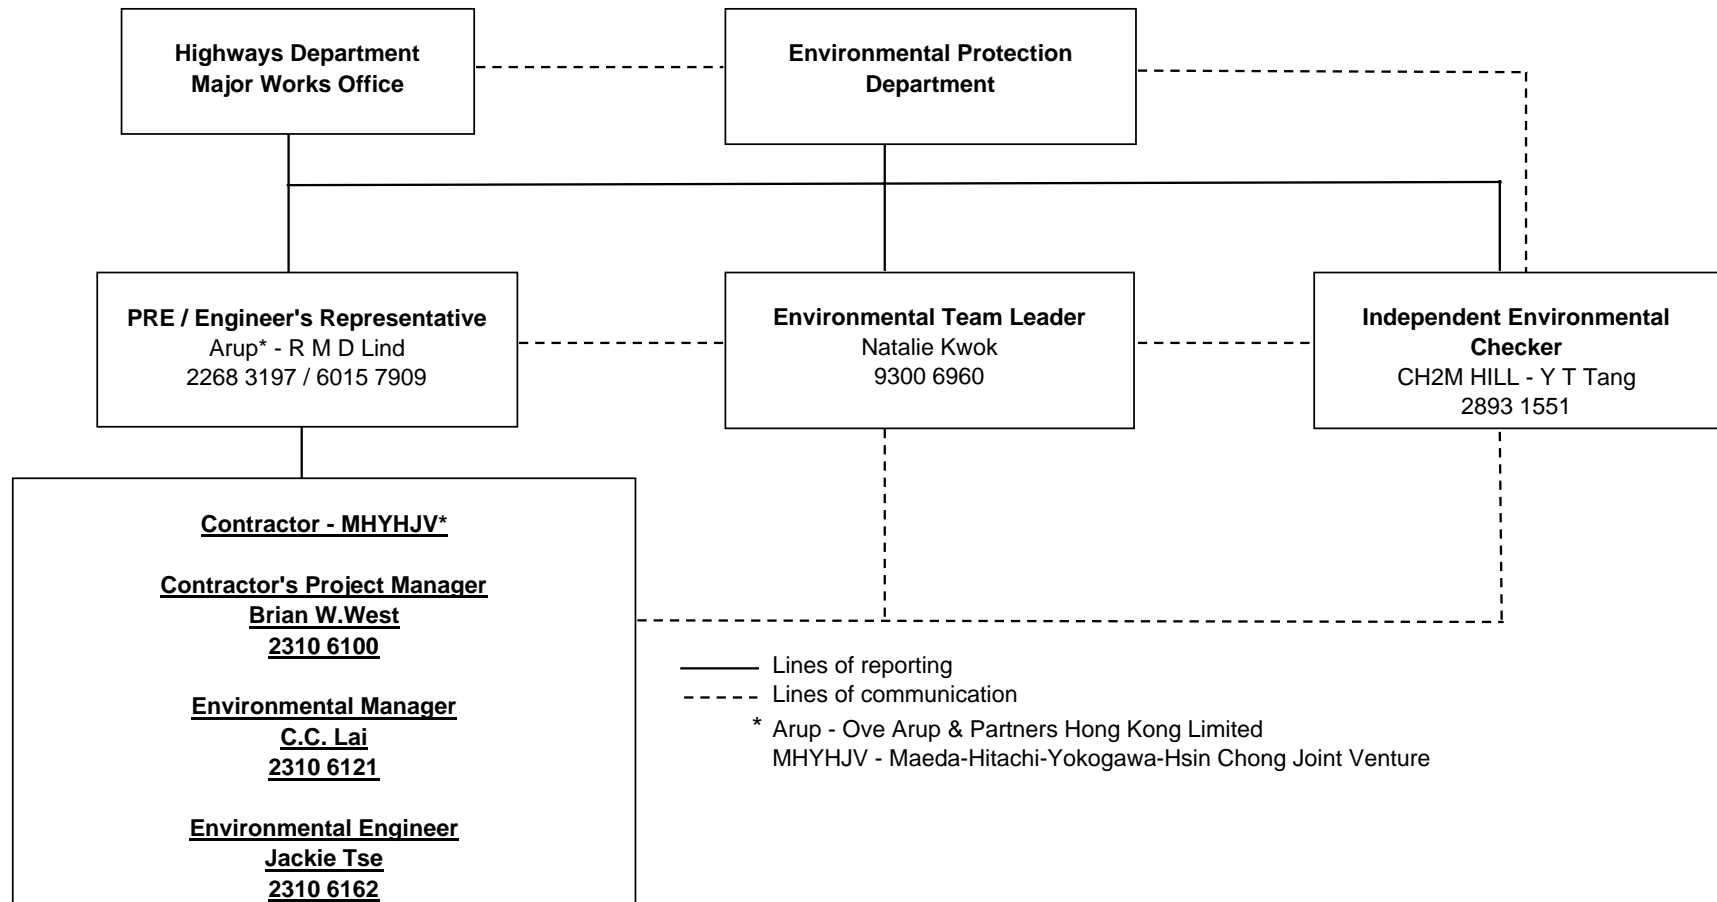 Highways Department
Major Works Office
Environmental Protection
Department
PRE / Engineer's Representative
Arup* - R M D Lind
2268 3197 / 6015 7909
Environmental Team Leader
Natalie Kwok
9300 6960
Independent Environmental
Checker
CH2M HILL - Y T Tang
2893 1551
Contractor - MHYHJV*
Contractor's Project Manager
Brian W.West
2310 6100
Environmental Manager
C.C. Lai
2310 6121
Environmental Engineer
Jackie Tse
2310 6162
Lines of reporting
Lines of communication
* Arup - Ove Arup & Partners Hong Kong Limited
MHYHJV - Maeda-Hitachi-Yokogawa-Hsin Chong Joint Venture